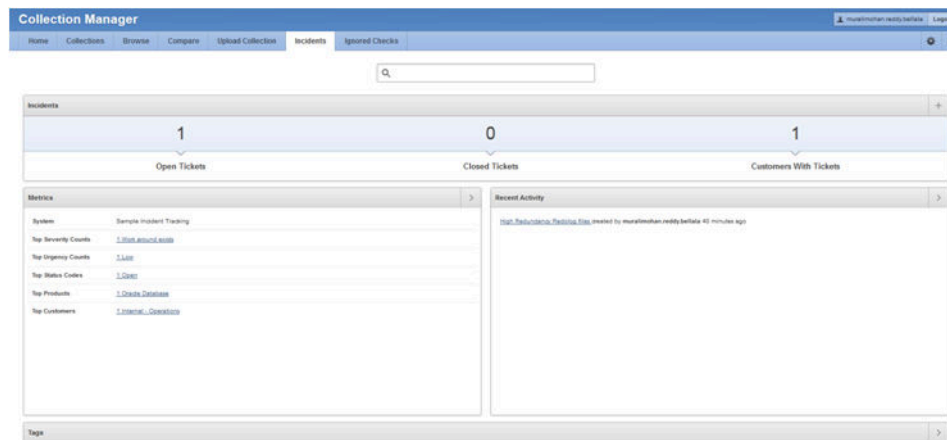 Collection Manager
muralimohan.reddy.bellala Logo
Home Collections Browse Compare Upload Collection Incidents Ignored Checks
Incidents
1 0 1
Open Tickets Closed Tickets Customers With Tickets
Metrics
System Sample Incident Tracking
Top Severity Counts 1 Work around exists
Top Urgency Counts 1 Low
Top Status Codes 1 Open
Top Products 1 Oracle Database
Top Customers 1 Internal - Operations
Recent Activity
High Redundancy Redolog files created by muralimohan.reddy.bellala 40 minutes ago
Tags